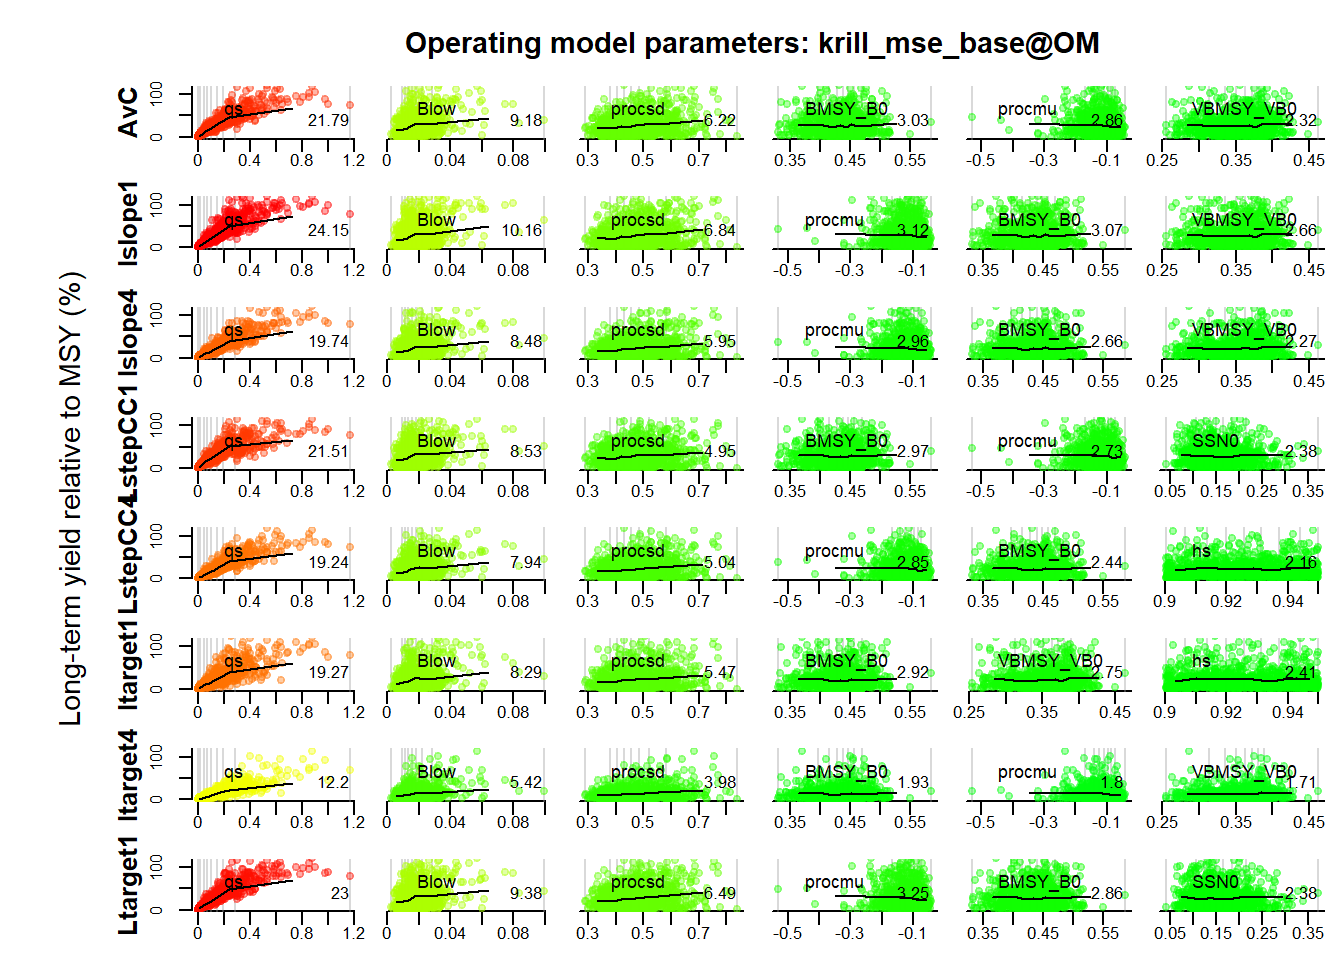 Operating model parameters: krill_mse_base@OM
Long-term yield relative to MSY (%)
AvC
0 100
qs 21.79
0 0.4 0.8 1.2
Blow 9.18
0 0.04 0.08
procsd 6.22
0.3 0.5 0.7
BMSY_B0 3.03
0.35 0.45 0.55
procmu 2.86
-0.5 -0.3 -0.1
VBMSY_VB0 2.32
0.25 0.35 0.45
Islope1
0 100
qs 24.15
0 0.4 0.8 1.2
Blow 10.16
0 0.04 0.08
procsd 6.84
0.3 0.5 0.7
procmu 3.12
-0.5 -0.3 -0.1
BMSY_B0 3.07
0.35 0.45 0.55
VBMSY_VB0 2.66
0.25 0.35 0.45
Islope4
0 100
qs 19.74
0 0.4 0.8 1.2
Blow 8.48
0 0.04 0.08
procsd 5.95
0.3 0.5 0.7
procmu 2.96
-0.5 -0.3 -0.1
BMSY_B0 2.66
0.35 0.45 0.55
VBMSY_VB0 2.27
0.25 0.35 0.45
LstepCC1
0 100
qs 21.51
0 0.4 0.8 1.2
Blow 8.53
0 0.04 0.08
procsd 4.95
0.3 0.5 0.7
BMSY_B0 2.97
0.35 0.45 0.55
procmu 2.73
-0.5 -0.3 -0.1
SSN0 2.38
0.05 0.15 0.25 0.35
LstepCC4
0 100
qs 19.24
0 0.4 0.8 1.2
Blow 7.94
0 0.04 0.08
procsd 5.04
0.3 0.5 0.7
procmu 2.85
-0.5 -0.3 -0.1
BMSY_B0 2.44
0.35 0.45 0.55
hs 2.16
0.9 0.92 0.94
Itarget1
0 100
qs 19.27
0 0.4 0.8 1.2
Blow 8.29
0 0.04 0.08
procsd 5.47
0.3 0.5 0.7
BMSY_B0 2.92
0.35 0.45 0.55
VBMSY_VB0 2.75
0.25 0.35 0.45
hs 2.41
0.9 0.92 0.94
Itarget4
0 100
qs 12.2
0 0.4 0.8 1.2
Blow 5.42
0 0.04 0.08
procsd 3.98
0.3 0.5 0.7
BMSY_B0 1.93
0.35 0.45 0.55
procmu 1.8
-0.5 -0.3 -0.1
VBMSY_VB0 1.71
0.25 0.35 0.45
Ltarget1
0 100
qs 23
0 0.4 0.8 1.2
Blow 9.38
0 0.04 0.08
procsd 6.49
0.3 0.5 0.7
procmu 3.25
-0.5 -0.3 -0.1
BMSY_B0 2.86
0.35 0.45 0.55
SSN0 2.38
0.05 0.15 0.25 0.35